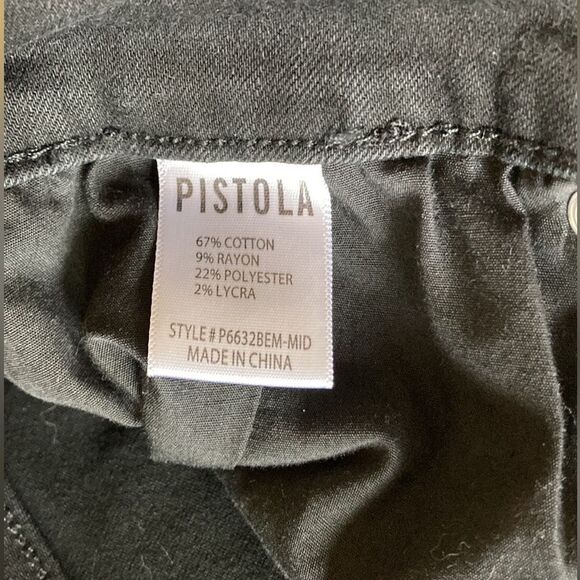 PISTOLA
67% COTTON
9% RAYON
22% POLYESTER
2% LYCRA
STYLE # P6632BEM-MID
MADE IN CHINA